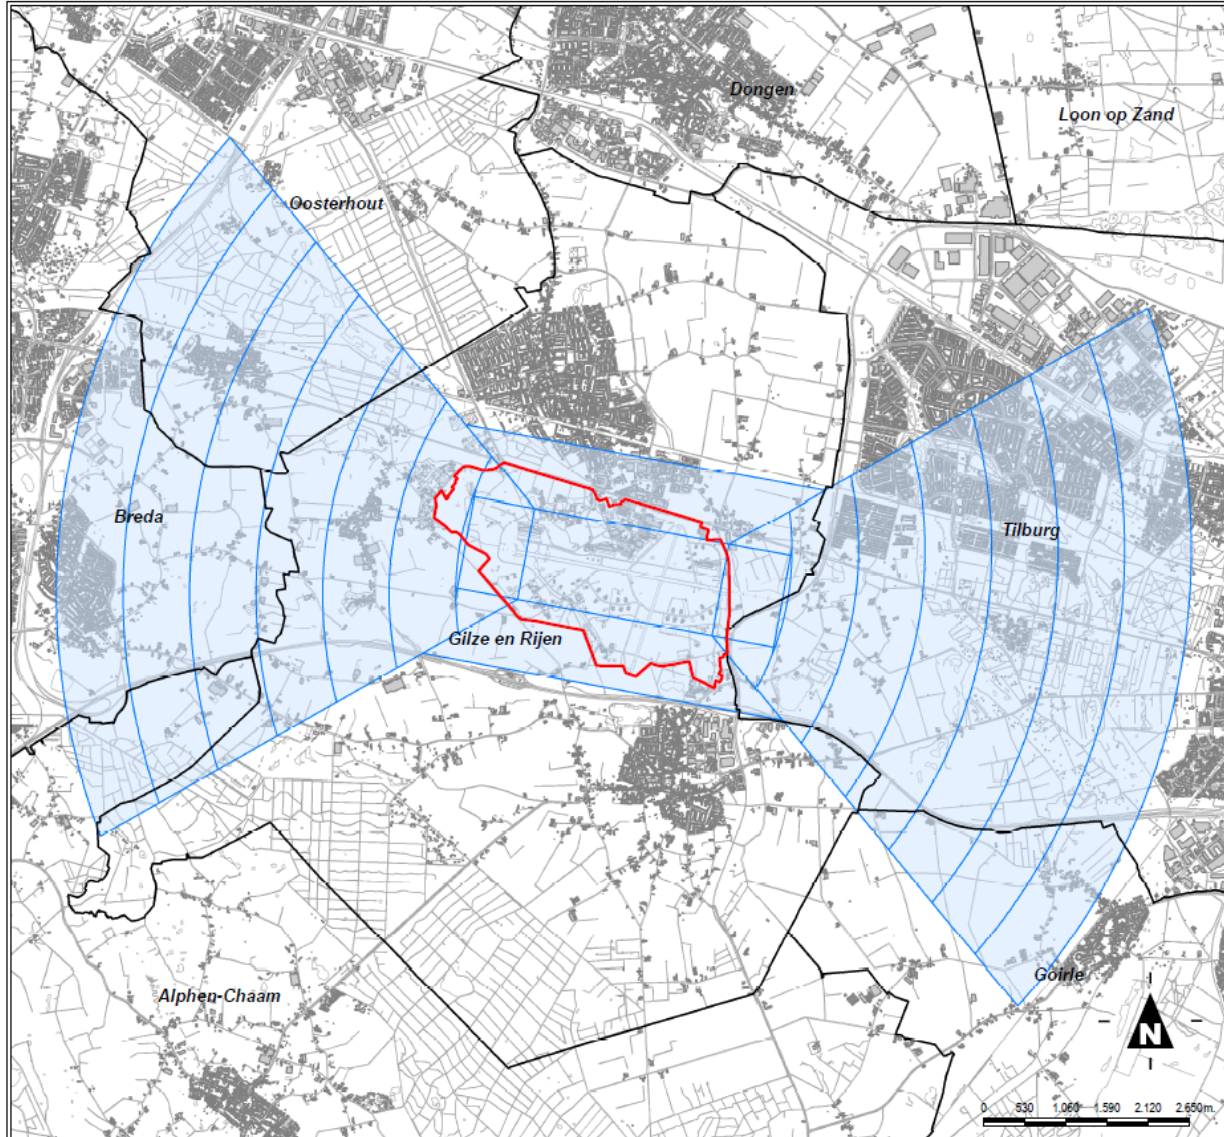 Dongen
Loon op Zand
Oosterhout
Breda
Tilburg
Gilze en Rijen
Goirle
Alphen-Chaam
N
0 530 1.060 1.590 2.120 2.650 m.